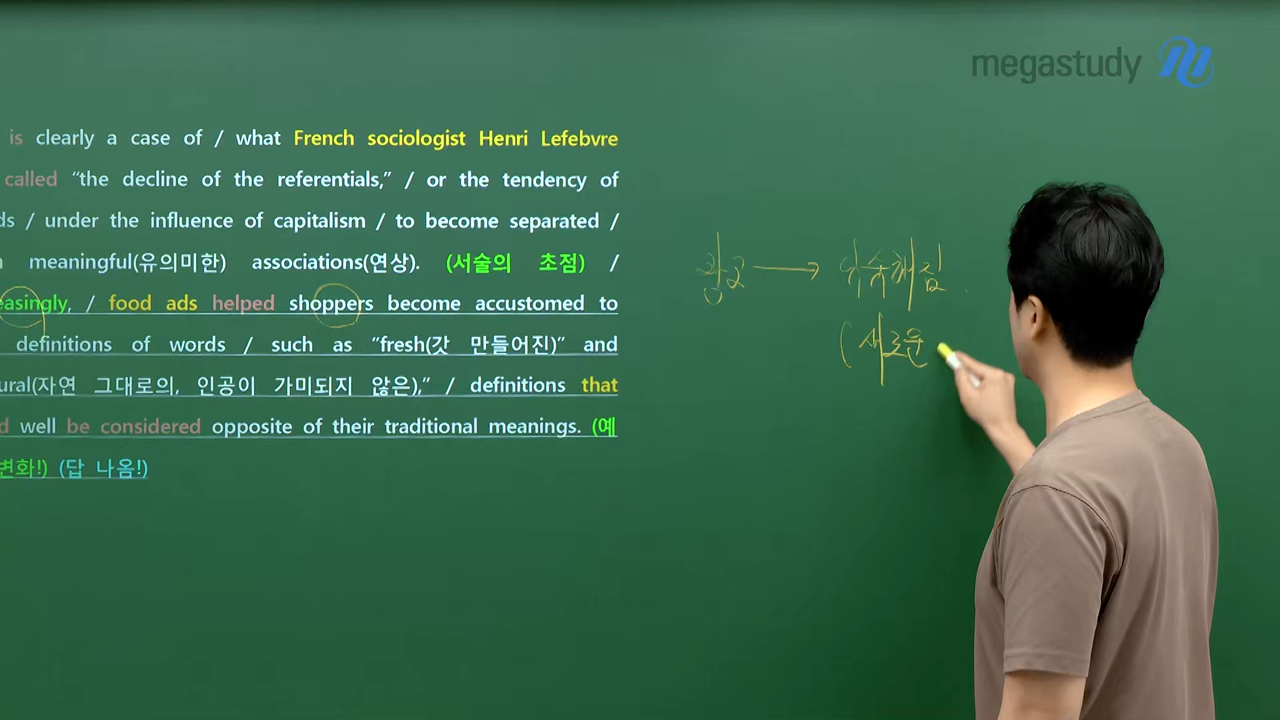 megastudy
is clearly a case of / what French sociologist Henri Lefebvre
called “the decline of the referentials,” / or the tendency of
ds / under the influence of capitalism / to become separated /
meaningful(유의미한) associations(연상). (서술의 초점) /
easingly, / food ads helped shoppers become accustomed to
definitions of words / such as “fresh(갓 만들어진)” and
ural(자연 그대로의, 인공이 가미되지 않은),” / definitions that
d well be considered opposite of their traditional meanings. (예
변화!) (답 나옴!)
광고 → 익숙해짐
(새로운